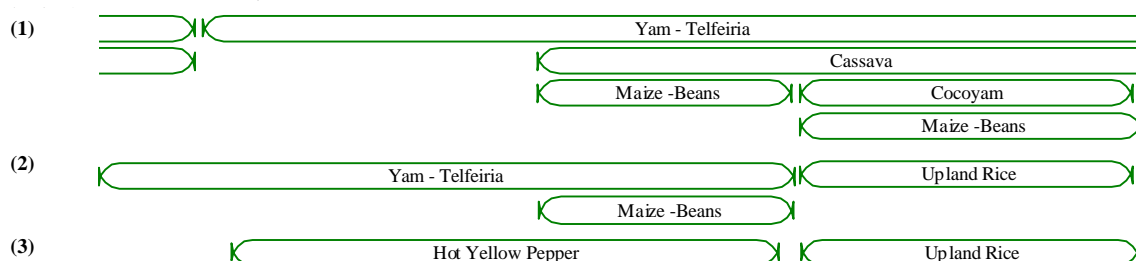 (1) Yam - Telfeiria
Cassava
Maize -Beans Cocoyam
Maize -Beans
(2) Yam - Telfeiria Upland Rice
Maize -Beans
(3) Hot Yellow Pepper Upland Rice